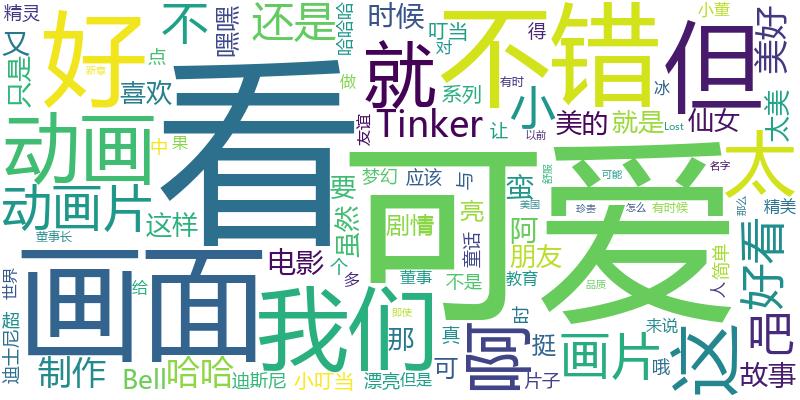 精灵
又
只是
好
不
嘿嘿
还是
哈哈哈
时候
叮当
对
就
得
不错
小董
但
美好
太美
新章
点
喜欢
看
友谊
做
Tinker
系列
有时
小
让
美的
冰
以前
就是
Lost
仙女
动画
中
果
动画片
这样
要
虽然
梦幻
应该
与
蛮
可爱
舒服
可能
名字
太
好看
精美
董事长
电影
个
剧情
亮
童话
阿
朋友
美国
珍贵
怎么
有时候
那么
人
简单
世界
迪士尼
超
画面
给
多
董事
不是
教育
品质
制作
Bell
哈哈
迪斯尼
我们
小叮当
即使
漂亮
但是
那
真
可
啊
时
挺
片子
画片
来说
哦
这
吧
故事